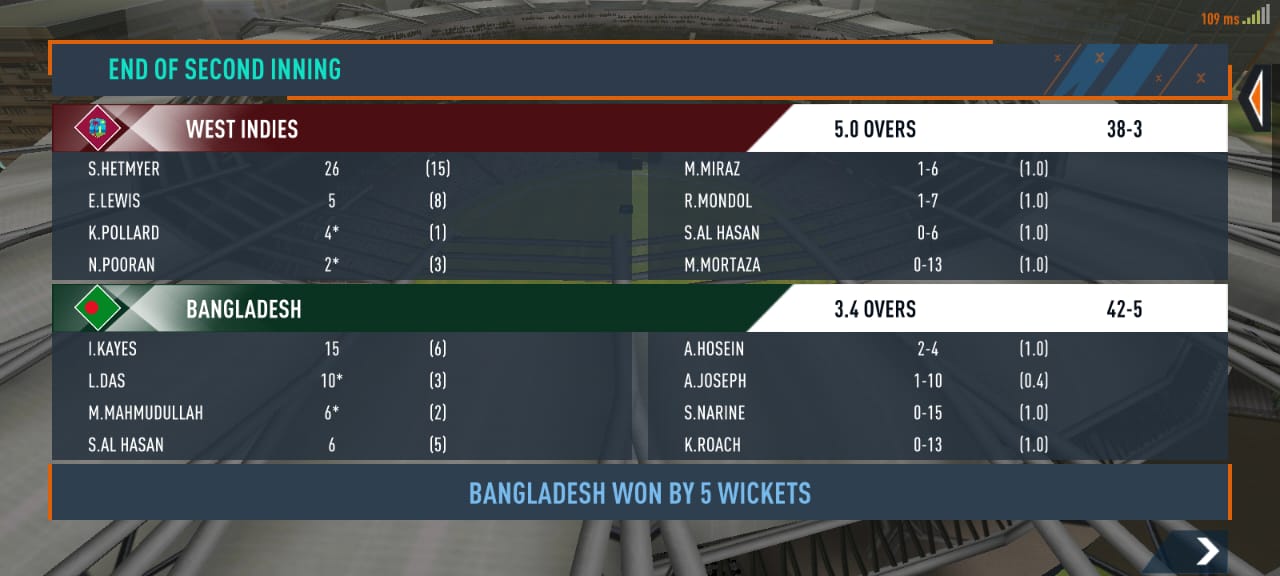 109 ms
END OF SECOND INNING
WEST INDIES 5.0 OVERS 38-3
S.HETMYER 26 (15) M.MIRAZ 1-6 (1.0)
E.LEWIS 5 (8) R.MONDOL 1-7 (1.0)
K.POLLARD 4* (1) S.AL HASAN 0-6 (1.0)
N.POORAN 2* (3) M.MORTAZA 0-13 (1.0)
BANGLADESH 3.4 OVERS 42-5
I.KAYES 15 (6) A.HOSEIN 2-4 (1.0)
L.DAS 10* (3) A.JOSEPH 1-10 (0.4)
M.MAHMUDULLAH 6* (2) S.NARINE 0-15 (1.0)
S.AL HASAN 6 (5) K.ROACH 0-13 (1.0)
BANGLADESH WON BY 5 WICKETS